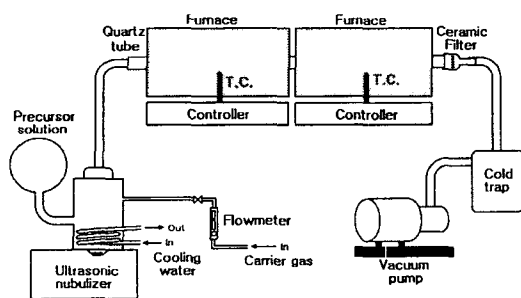 Furnace
Furnace
Quartz
tube
Ceramic
Filter
T.C.
T.C.
Controller
Controller
Precursor
solution
Cold
trap
Out
In
Flowmeter
In
Cooling
water
Carrier gas
Ultrasonic
nubulizer
Vacuum
pump